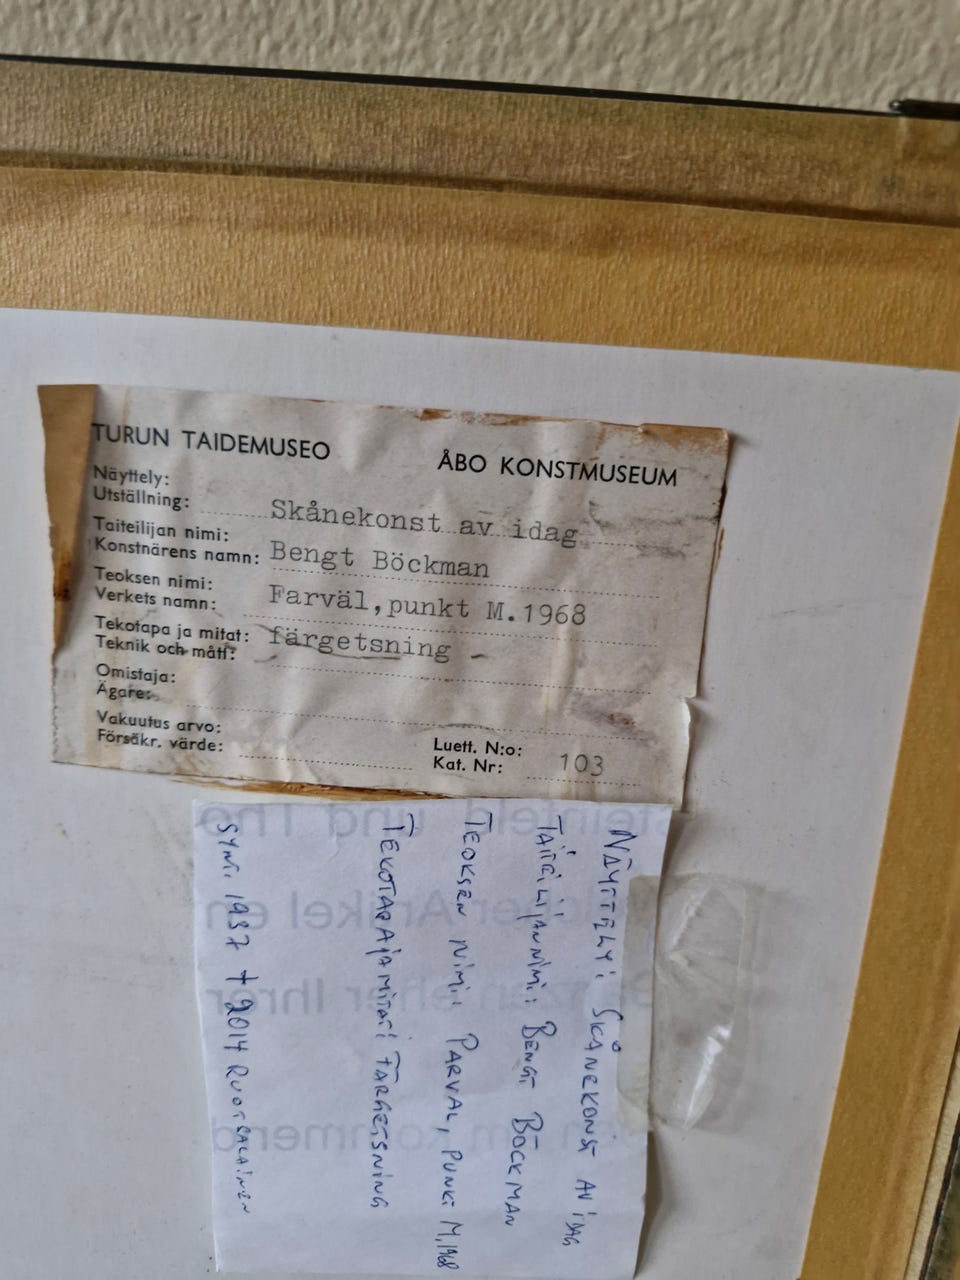 TURUN TAIDEMUSEO ÅBO KONSTMUSEUM
Näyttely:
Utställning: Skånekonst av idag
Taiteilijan nimi:
Konstnärens namn: Bengt Böckman
Teoksen nimi:
Verkets namn: Farväl,punkt M.1968
Tekotapa ja mitat:
Teknik och mått: färgetsning -
Omistaja:
Ägare:
Vakuutus arvo:
Försäkr. värde:
Luett. N:o:
Kat. Nr: 103
NÄYTTELY: SKÅNEKONST AV IDAG
TAITEILIJAN NIMI: BENGT BÖCKMAN
TEOKSEN NIMI: PARVAL, PUNKT M, 1968
TEKOTAPA JA MITAT: FARGETSNING
SYNT. 1937 + 2014 RUOTSALAINEN